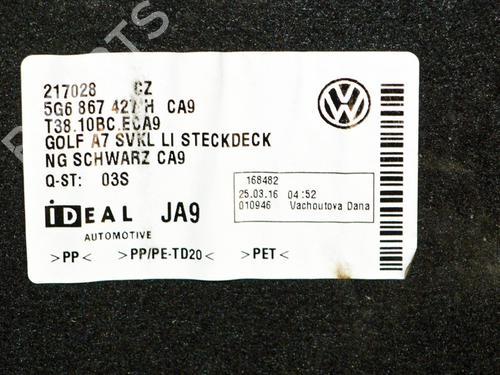 217028 CZ
5G6 867 427 H CA9
T38.10BC.ECA9
GOLF A7 SVKL LI STECKDECK
NG SCHWARZ CA9
Q-ST: 03S
168482
25.03.16 04:52
010946 Vachoutova Dana
iDEAL JA9
AUTOMOTIVE
>PP< >PP/PE-TD20< >PET<
PARTS